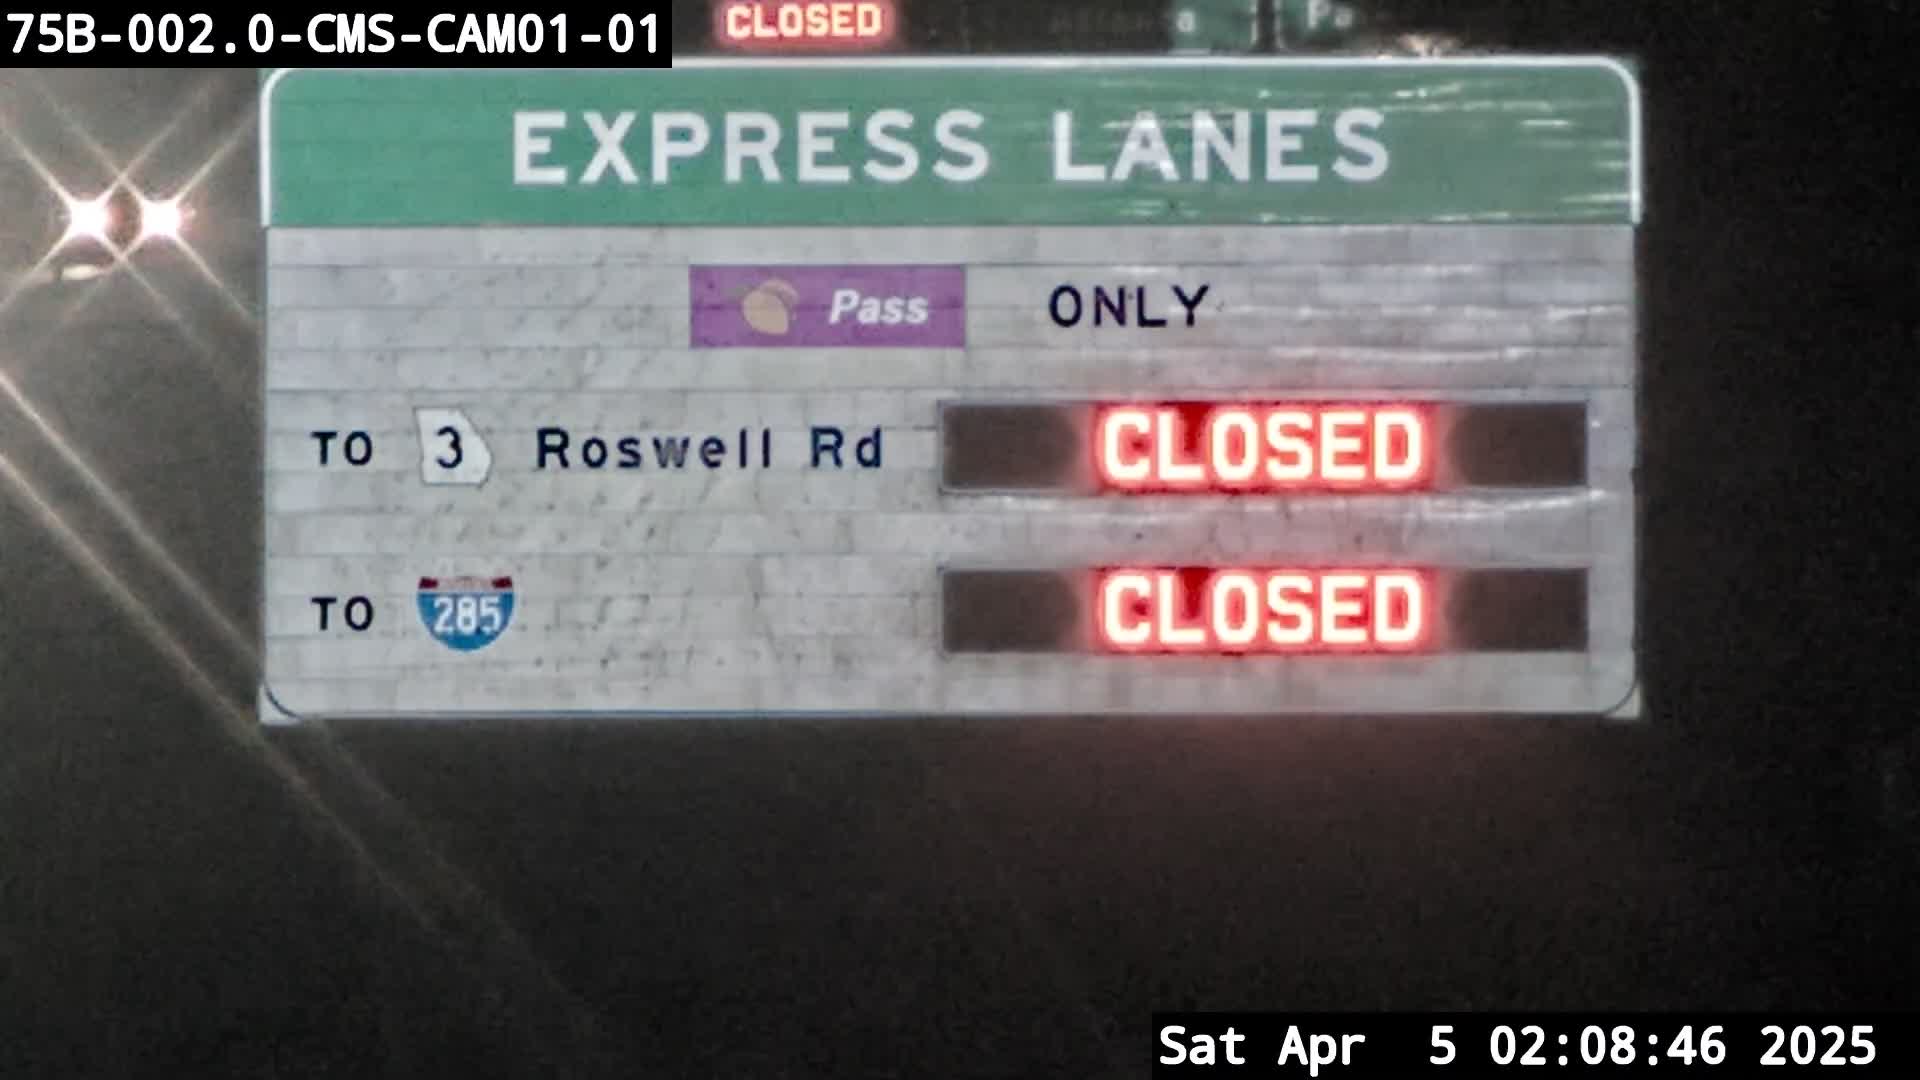 75B-002.0-CMS-CAM01-01
CLOSED
EXPRESS LANES
Pass ONLY
TO 3 Roswell Rd CLOSED
TO 285 CLOSED
Sat Apr 5 02:08:46 2025